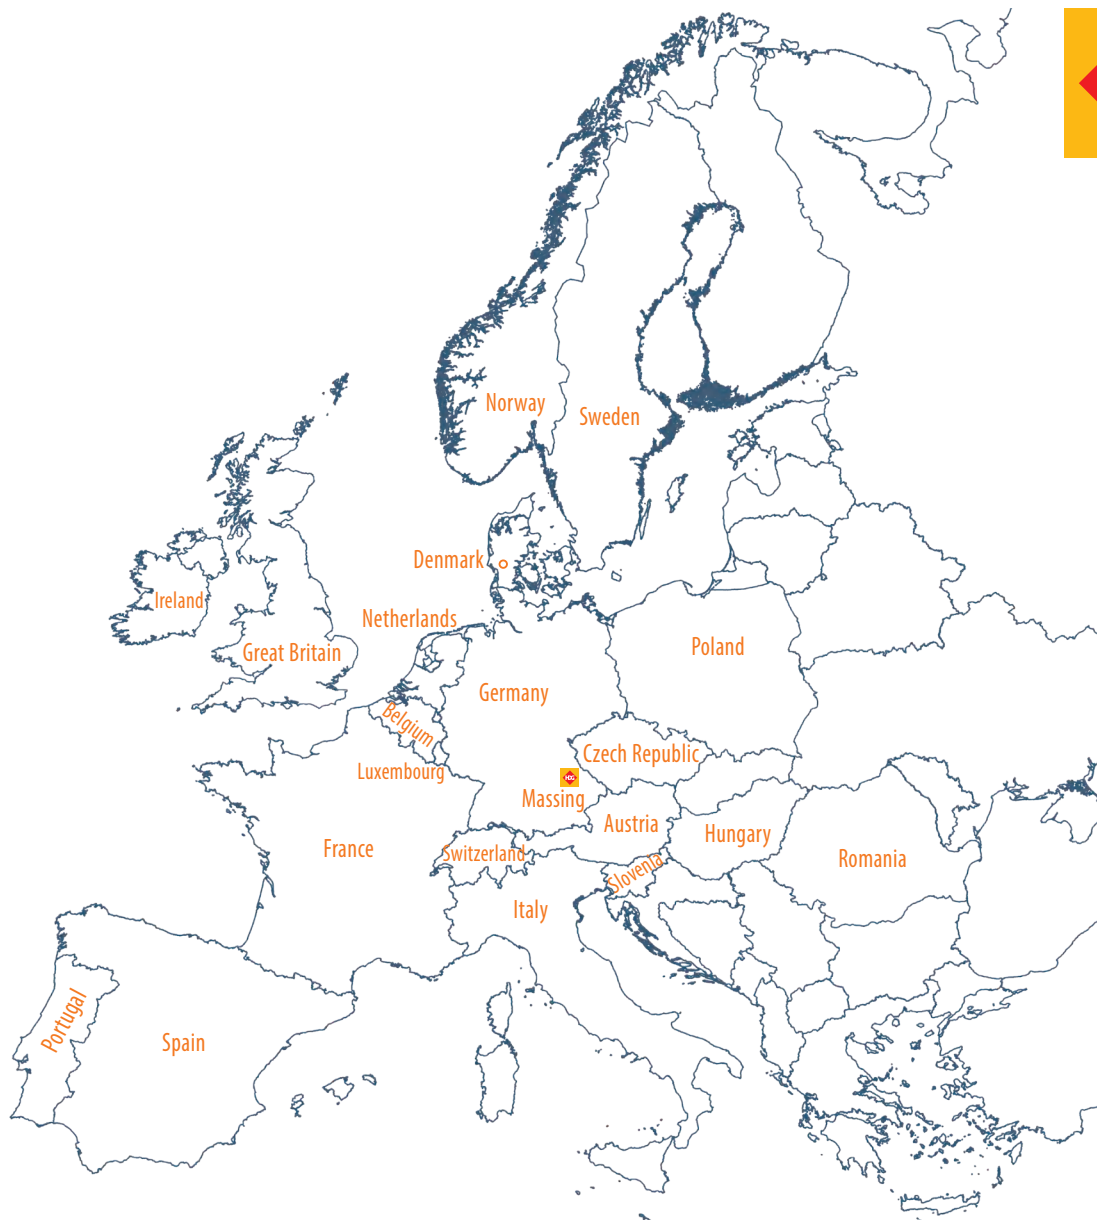 Norway
Sweden
Denmark
Ireland
Netherlands
Great Britain
Poland
Germany
Belgium
Czech Republic
Luxembourg
HDG
Massing
Austria
Hungary
France
Switzerland
Romania
Slovenia
Italy
Portugal
Spain